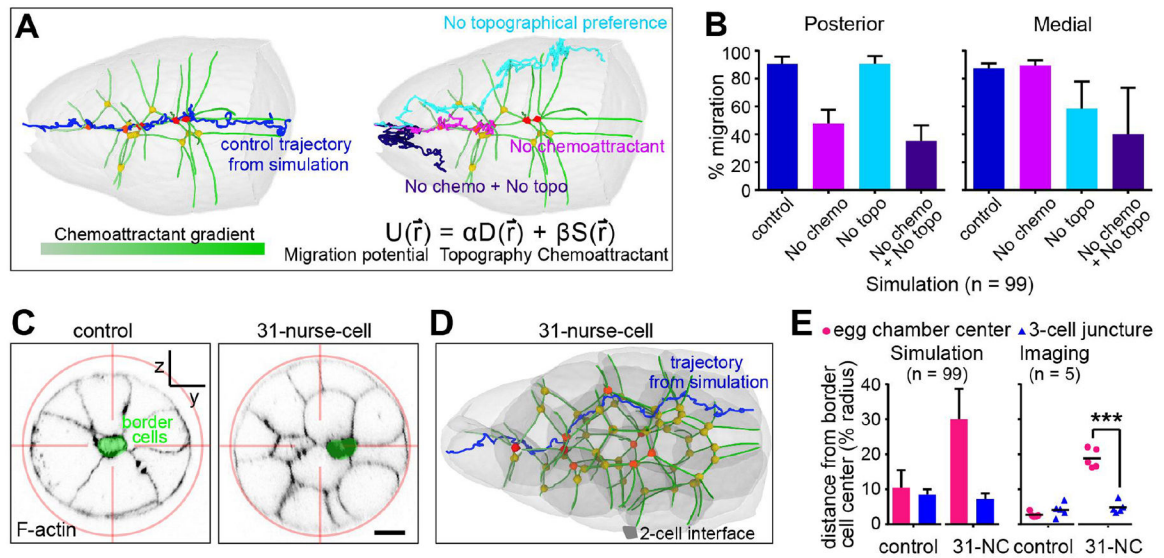 A
No topographical preference
control trajectory
from simulation
No chemoattractant
No chemo + No topo
Chemoattractant gradient
U(r⃗) = αD(r⃗) + βS(r⃗)
Migration potential Topography Chemoattractant
B
Posterior
Medial
% migration
100
80
60
40
20
0
control
No chemo
No topo
No chemo
+ No topo
control
No chemo
No topo
No chemo
+ No topo
Simulation (n = 99)
C
control
31-nurse-cell
z
y
border
cells
F-actin
D
31-nurse-cell
trajectory
from simulation
2-cell interface
E
egg chamber center
3-cell juncture
Simulation
(n = 99)
Imaging
(n = 5)
distance from border
cell center (% radius)
40
30
20
10
0
***
control
31-NC
control
31-NC